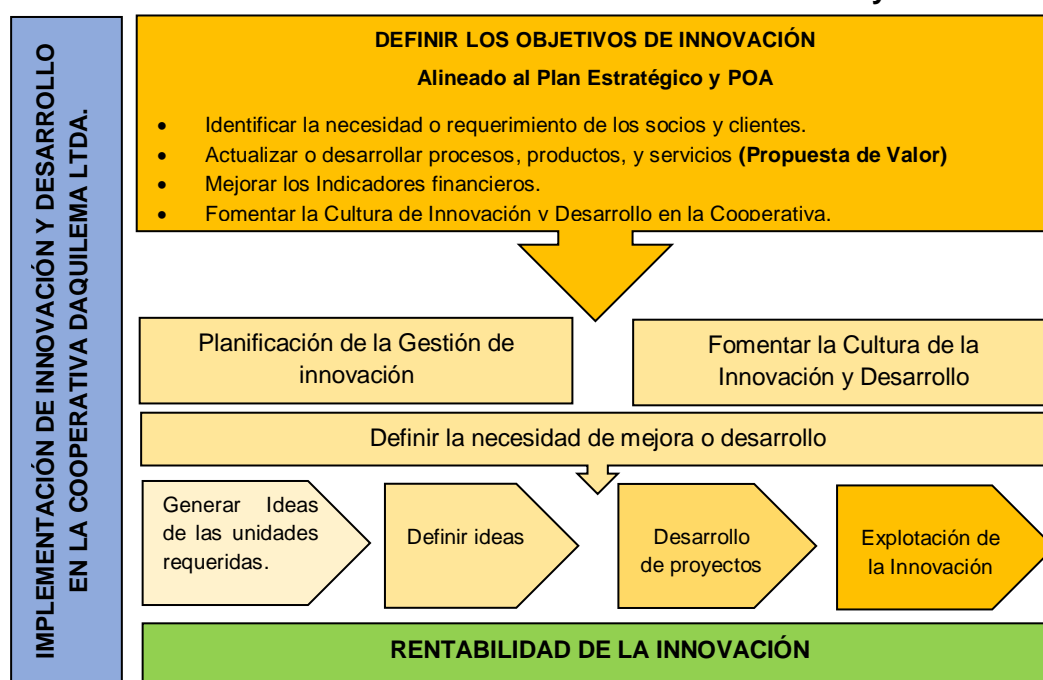 y
IMPLEMENTACIÓN DE INNOVACIÓN Y DESARROLLO
EN LA COOPERATIVA DAQUILEMA LTDA.
DEFINIR LOS OBJETIVOS DE INNOVACIÓN
Alineado al Plan Estratégico y POA
• Identificar la necesidad o requerimiento de los socios y clientes.
• Actualizar o desarrollar procesos, productos, y servicios (Propuesta de Valor)
• Mejorar los Indicadores financieros.
• Fomentar la Cultura de Innovación y Desarrollo en la Cooperativa.
Planificación de la Gestión de
innovación
Fomentar la Cultura de la
Innovación y Desarrollo
Definir la necesidad de mejora o desarrollo
Generar Ideas
de las unidades
requeridas.
Definir ideas
Desarrollo
de proyectos
Explotación de
la Innovación
RENTABILIDAD DE LA INNOVACIÓN